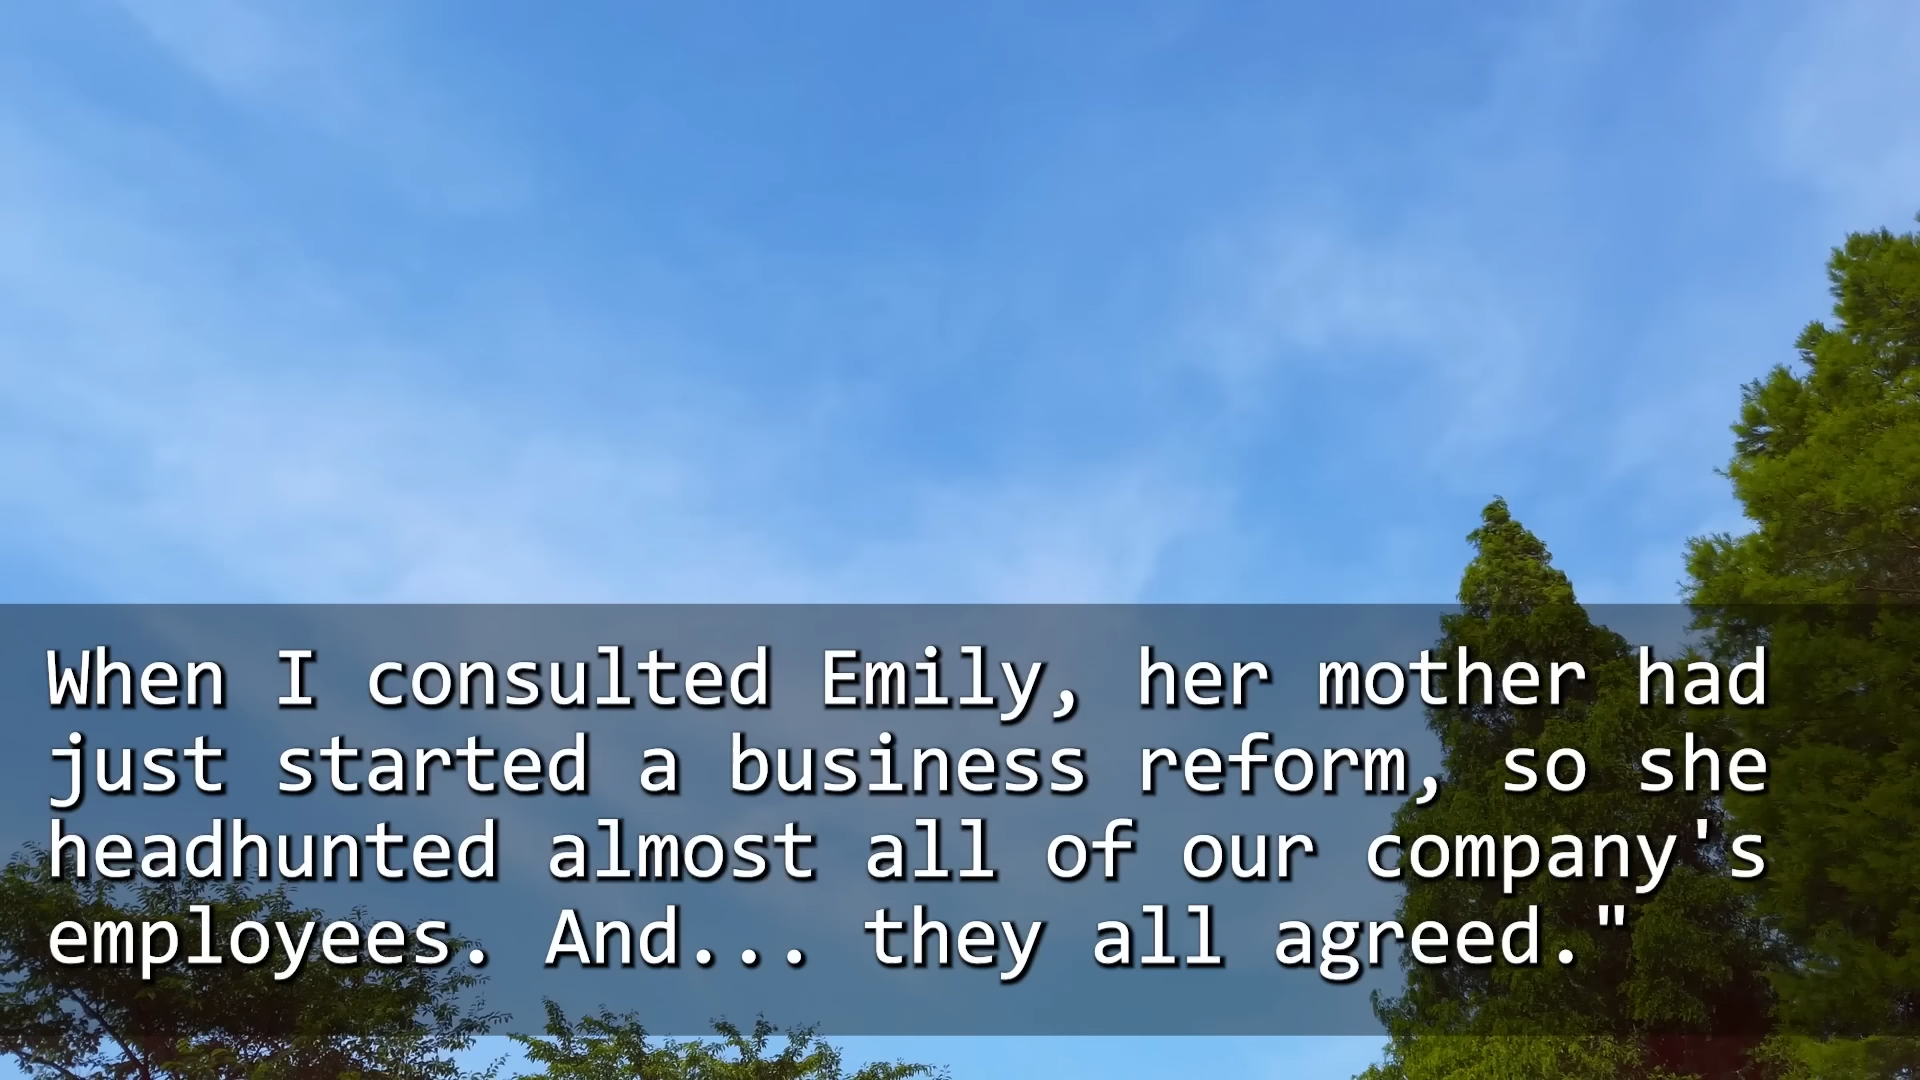 When I consulted Emily, her mother had
just started a business reform, so she
headhunted almost all of our company's
employees. And... they all agreed."